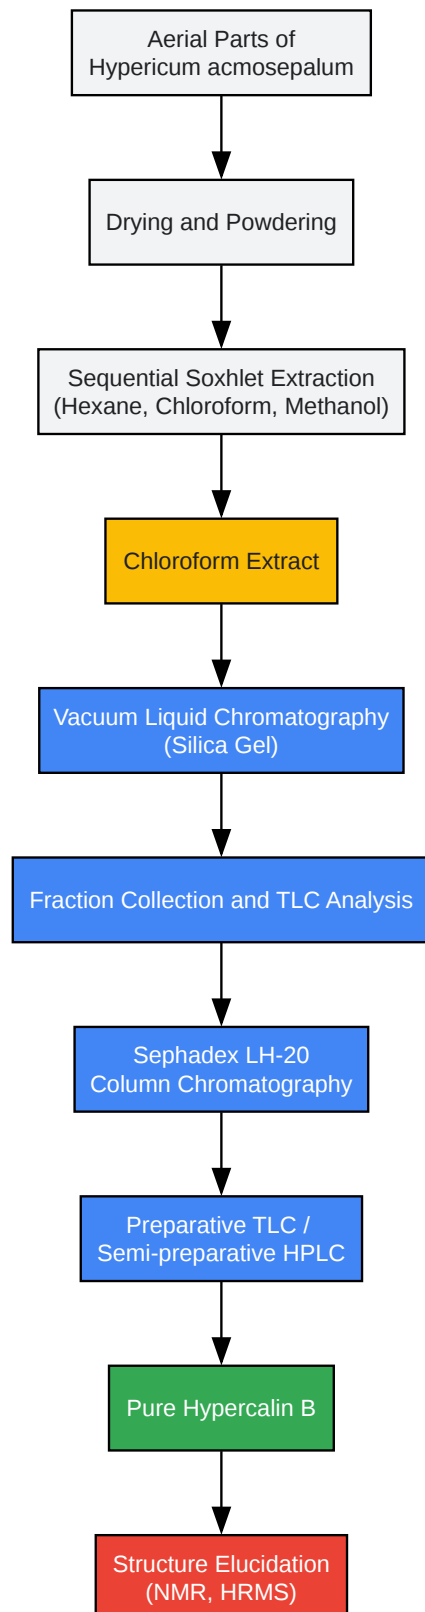 Aerial Parts of
Hypericum acmosepalum
Drying and Powdering
Sequential Soxhlet Extraction
(Hexane, Chloroform, Methanol)
Chloroform Extract
Vacuum Liquid Chromatography
(Silica Gel)
Fraction Collection and TLC Analysis
Sephadex LH-20
Column Chromatography
Preparative TLC /
Semi-preparative HPLC
Pure Hypercalin B
Structure Elucidation
(NMR, HRMS)